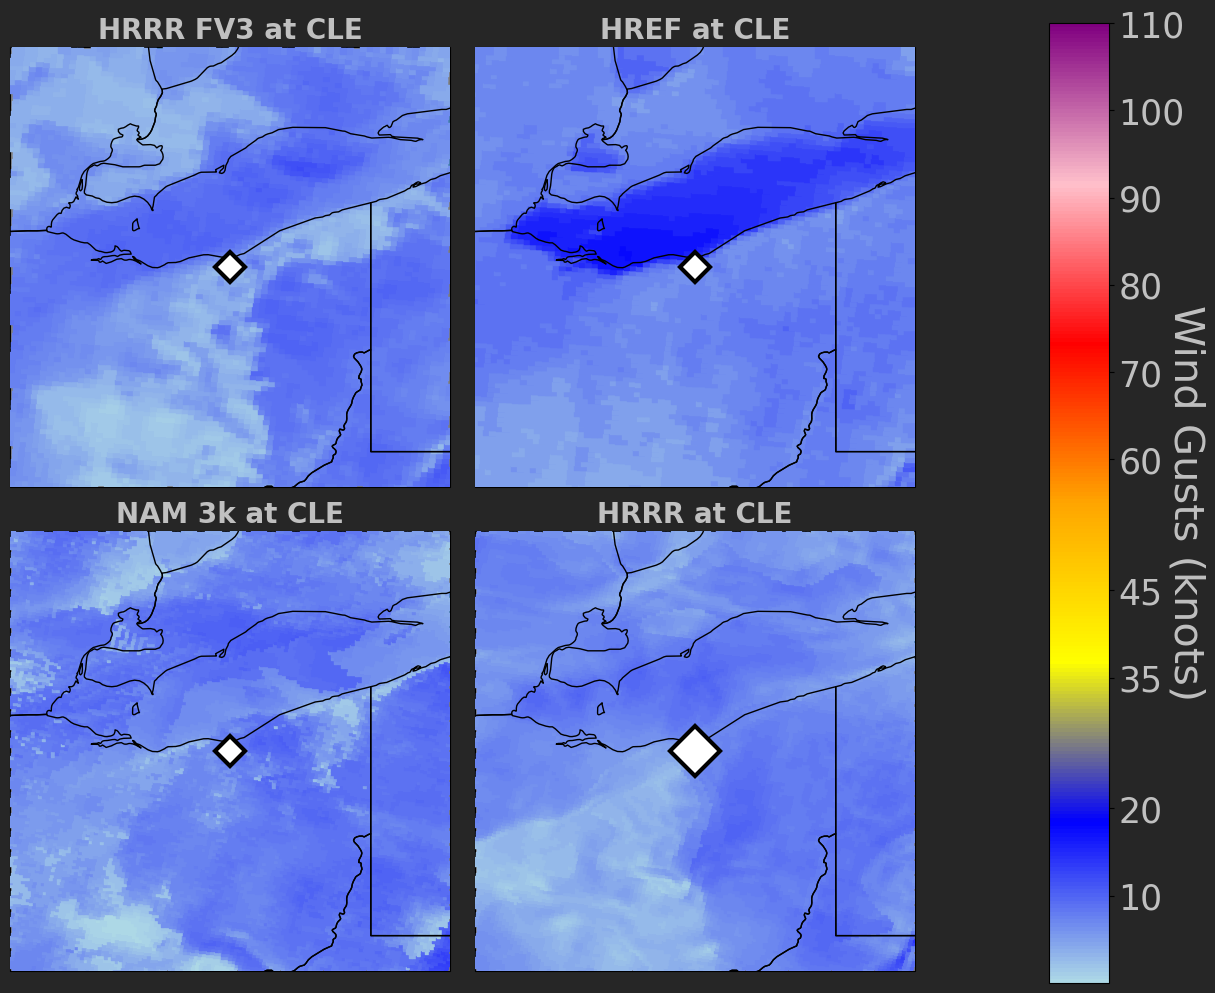 HRRR FV3 at CLE
HREF at CLE
NAM 3k at CLE
HRRR at CLE
110
100
90
80
70
60
45
35
20
10
Wind Gusts (knots)